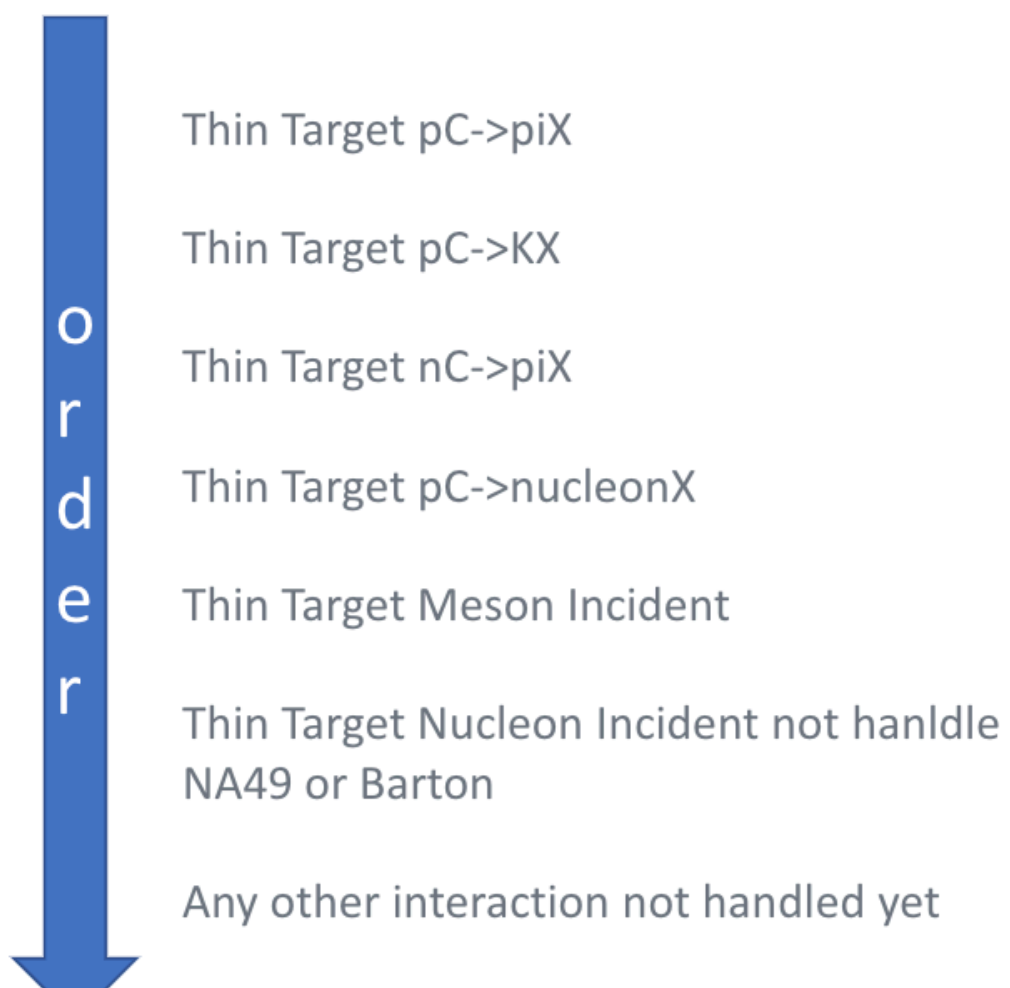 order
Thin Target pC->piX
Thin Target pC->KX
Thin Target nC->piX
Thin Target pC->nucleonX
Thin Target Meson Incident
Thin Target Nucleon Incident not hanldle
NA49 or Barton
Any other interaction not handled yet